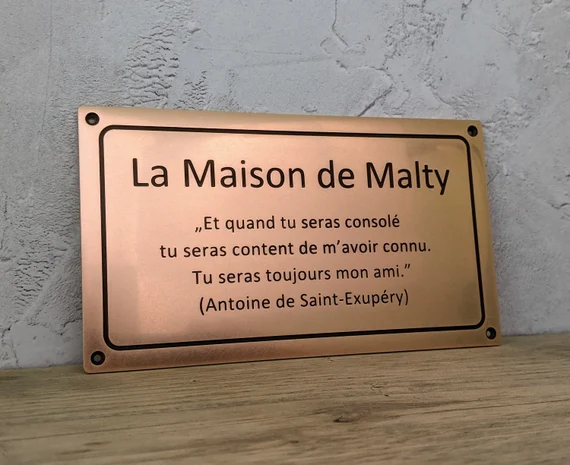 La Maison de Malty
„Et quand tu seras consolé
tu seras content de m’avoir connu.
Tu seras toujours mon ami.”
(Antoine de Saint-Exupéry)